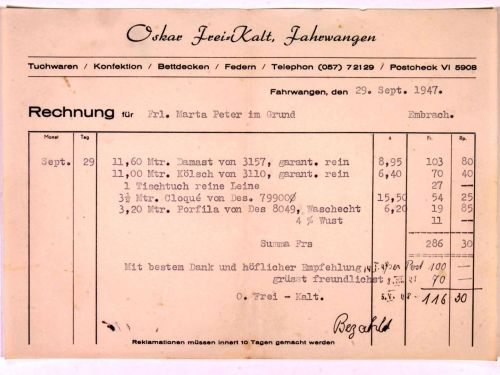 Oskar Frei-Kalt, Fahrwangen
Tuchwaren / Konfektion / Bettdecken / Federn / Telephon (057) 7 21 29 / Postcheck VI 5908
Fahrwangen, den 29. Sept. 1947.
Rechnung für Frl. Marta Peter im Grund Embrach.
Monat Tag à Fr. Rp.
Sept. 29 11,60 Mtr. Damast von 3157, garant. rein 8,95 103 80
11,00 Mtr. Kölsch von 3110, garant. rein 6,40 70 40
1 Tischtuch reine Leine 27 —
3½ Mtr. Cloqué von Des. 79900 15,50 54 25
3,20 Mtr. Porfila von Des 8049, Waschecht 6,20 19 85
4 % Wust 11 —
Summa Frs 286 30
Mit bestem Dank und höflicher Empfehlung Post 100 —
grüsst freundlichst 70 —
O. Frei - Kalt. 116 30
Bezahlt
Reklamationen müssen innert 10 Tagen gemacht werden